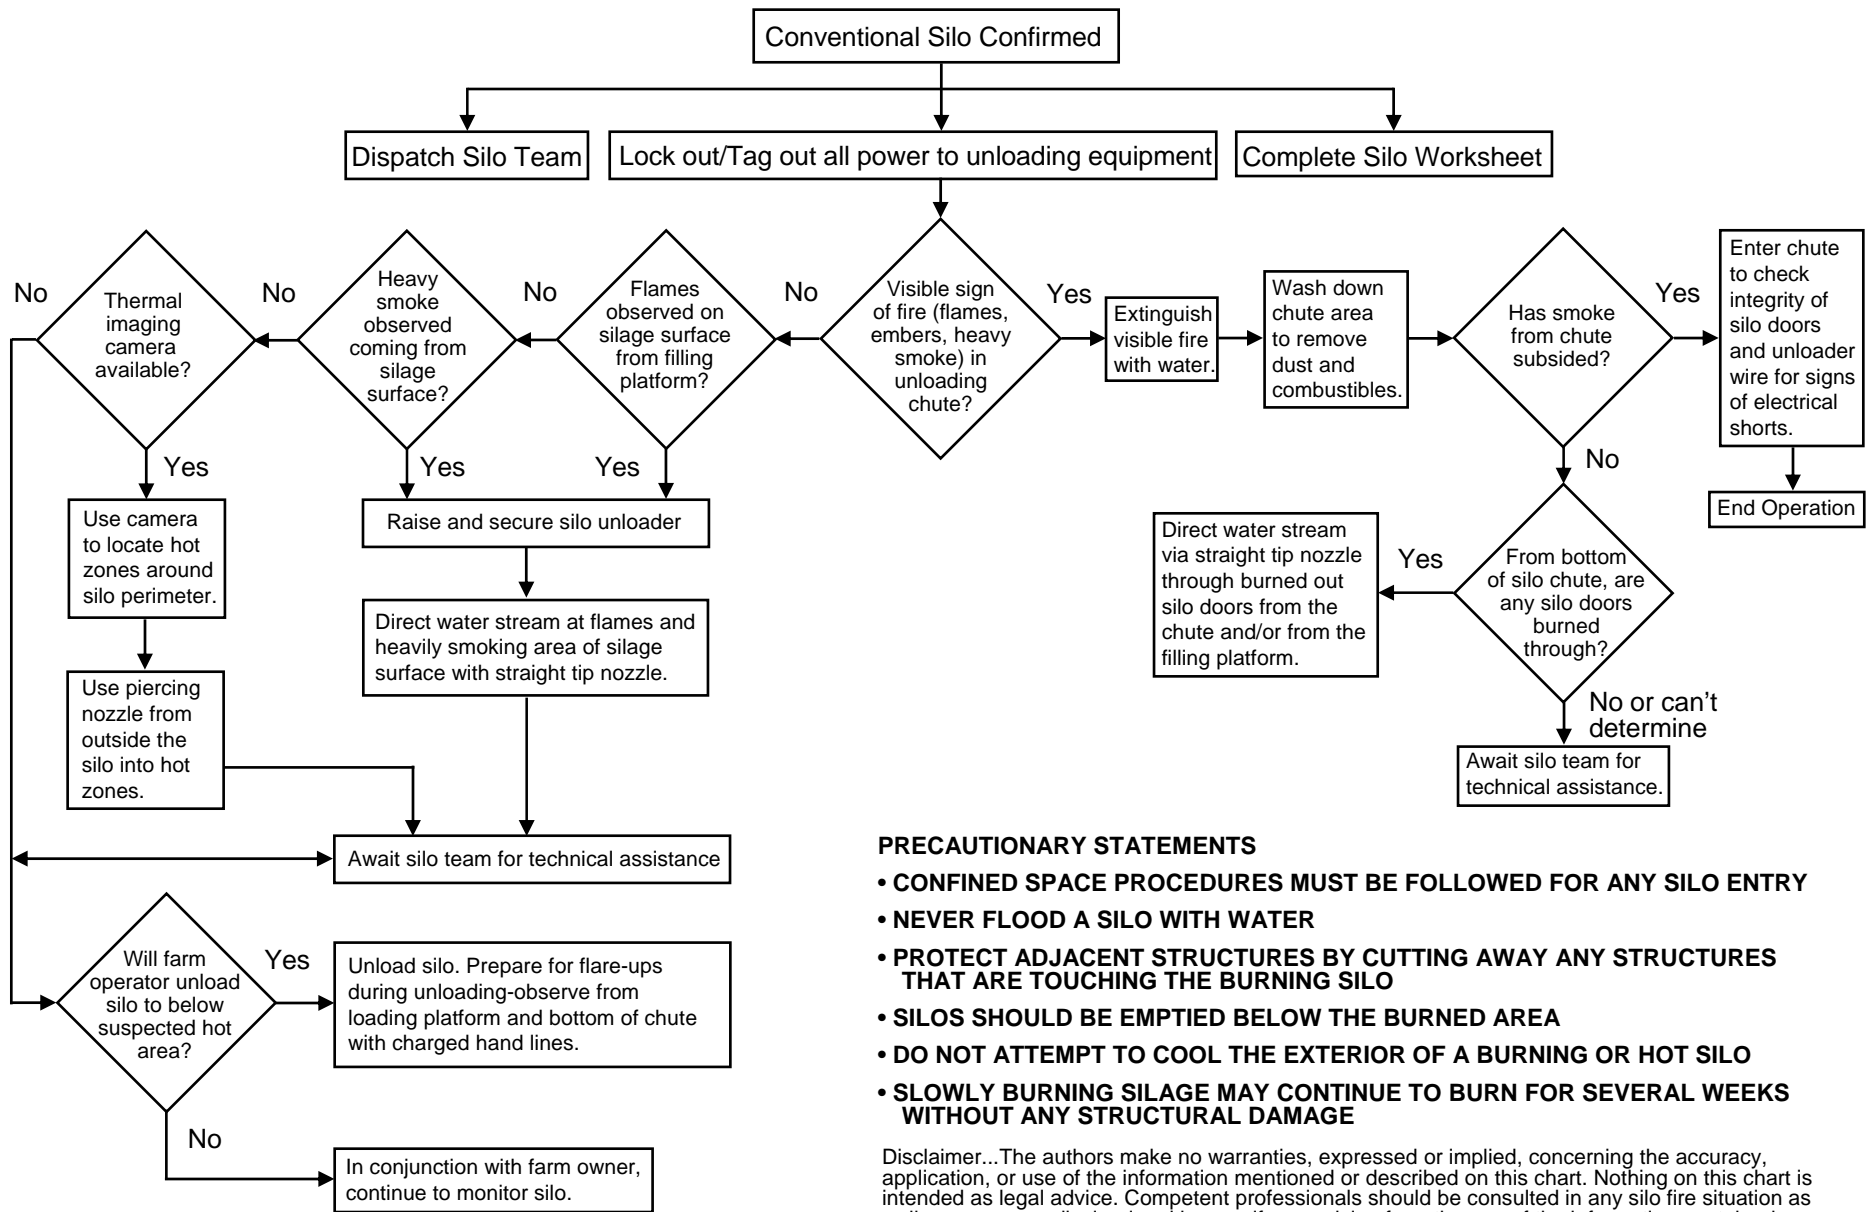 Conventional Silo Confirmed
Dispatch Silo Team
Lock out/Tag out all power to unloading equipment
Complete Silo Worksheet
No
Thermal
imaging
camera
available?
No
Heavy
smoke
observed
coming from
silage
surface?
No
Flames
observed on
silage surface
from filling
platform?
No
Visible sign
of fire (flames,
embers, heavy
smoke) in
unloading
chute?
Yes
Extinguish
visible fire
with water.
Wash down
chute area
to remove
dust and
combustibles.
Has smoke
from chute
subsided?
Yes
Enter chute
to check
integrity of
silo doors
and unloader
wire for signs
of electrical
shorts.
End Operation
No
From bottom
of silo chute, are
any silo doors
burned
through?
Yes
Direct water stream
via straight tip nozzle
through burned out
silo doors from the
chute and/or from the
filling platform.
No or can't
determine
Await silo team for
technical assistance.
Yes
Yes
Yes
Use camera
to locate hot
zones around
silo perimeter.
Raise and secure silo unloader
Direct water stream at flames and
heavily smoking area of silage
surface with straight tip nozzle.
Use piercing
nozzle from
outside the
silo into hot
zones.
Await silo team for technical assistance
Will farm
operator unload
silo to below
suspected hot
area?
Yes
Unload silo. Prepare for flare-ups
during unloading-observe from
loading platform and bottom of chute
with charged hand lines.
No
In conjunction with farm owner,
continue to monitor silo.
PRECAUTIONARY STATEMENTS
• CONFINED SPACE PROCEDURES MUST BE FOLLOWED FOR ANY SILO ENTRY
• NEVER FLOOD A SILO WITH WATER
• PROTECT ADJACENT STRUCTURES BY CUTTING AWAY ANY STRUCTURES
THAT ARE TOUCHING THE BURNING SILO
• SILOS SHOULD BE EMPTIED BELOW THE BURNED AREA
• DO NOT ATTEMPT TO COOL THE EXTERIOR OF A BURNING OR HOT SILO
• SLOWLY BURNING SILAGE MAY CONTINUE TO BURN FOR SEVERAL WEEKS
WITHOUT ANY STRUCTURAL DAMAGE
Disclaimer...The authors make no warranties, expressed or implied, concerning the accuracy,
application, or use of the information mentioned or described on this chart. Nothing on this chart is
intended as legal advice. Competent professionals should be consulted in any silo fire situation as